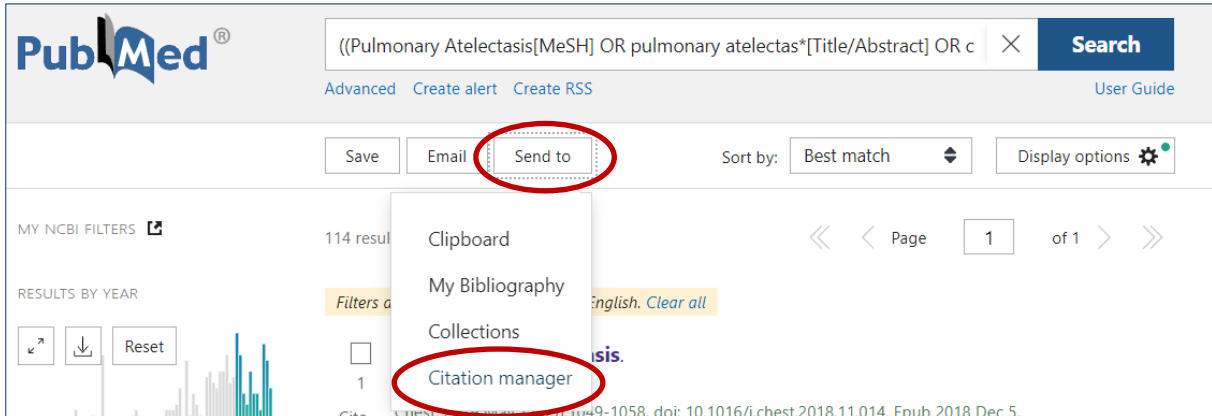 PubMed®
((Pulmonary Atelectasis[MeSH] OR pulmonary atelectas*[Title/Abstract] OR c
Search
Advanced Create alert Create RSS
User Guide
Save Email Send to
Sort by: Best match
Display options
MY NCBI FILTERS
114 resul
Page 1 of 1
Clipboard
My Bibliography
RESULTS BY YEAR
Filters a English. Clear all
Collections
Reset
sis.
1
Citation manager
1049-1058. doi: 10.1016/j.chest.2018.11.014. Epub 2018 Dec 5.